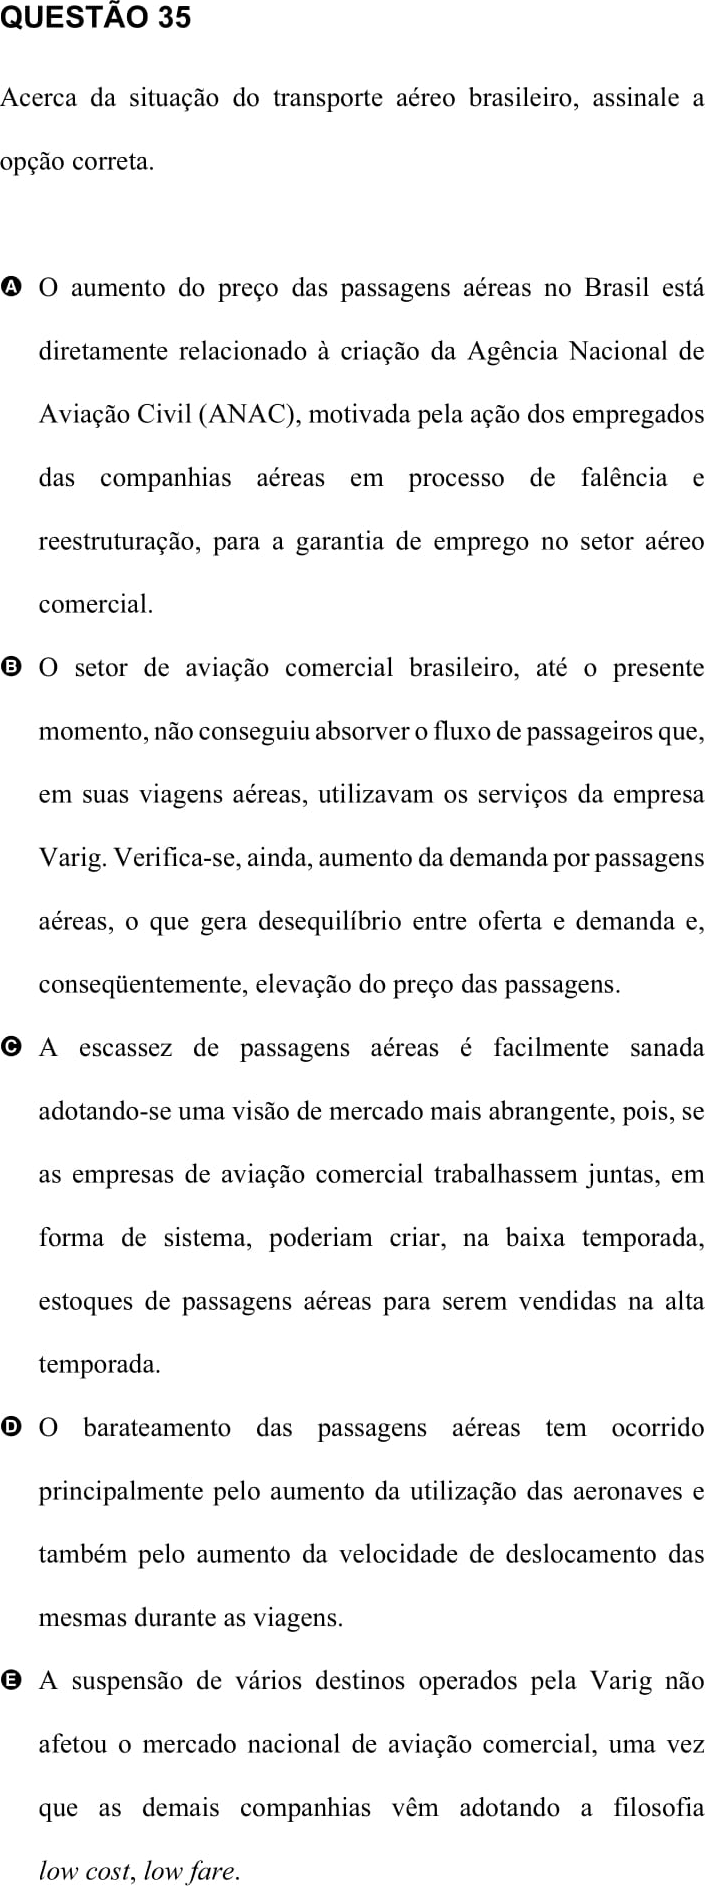 QUESTÃO 35
Acerca da situação do transporte aéreo brasileiro, assinale a
opção correta.
A O aumento do preço das passagens aéreas no Brasil está
diretamente relacionado à criação da Agência Nacional de
Aviação Civil (ANAC), motivada pela ação dos empregados
das companhias aéreas em processo de falência e
reestruturação, para a garantia de emprego no setor aéreo
comercial.
B O setor de aviação comercial brasileiro, até o presente
momento, não conseguiu absorver o fluxo de passageiros que,
em suas viagens aéreas, utilizavam os serviços da empresa
Varig. Verifica-se, ainda, aumento da demanda por passagens
aéreas, o que gera desequilíbrio entre oferta e demanda e,
conseqüentemente, elevação do preço das passagens.
C A escassez de passagens aéreas é facilmente sanada
adotando-se uma visão de mercado mais abrangente, pois, se
as empresas de aviação comercial trabalhassem juntas, em
forma de sistema, poderiam criar, na baixa temporada,
estoques de passagens aéreas para serem vendidas na alta
temporada.
D O barateamento das passagens aéreas tem ocorrido
principalmente pelo aumento da utilização das aeronaves e
também pelo aumento da velocidade de deslocamento das
mesmas durante as viagens.
E A suspensão de vários destinos operados pela Varig não
afetou o mercado nacional de aviação comercial, uma vez
que as demais companhias vêm adotando a filosofia
low cost, low fare.